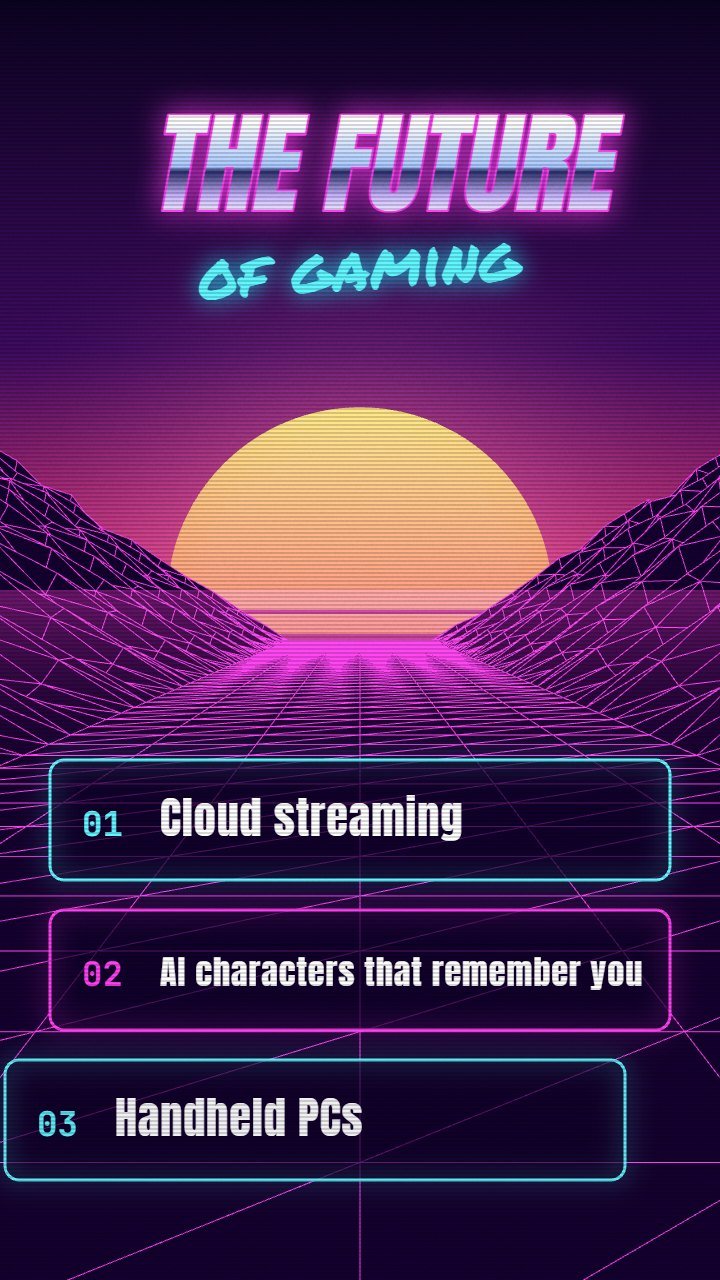 THE FUTURE
OF GAMING
01 Cloud streaming
02 AI characters that remember you
03 Handheld PCs